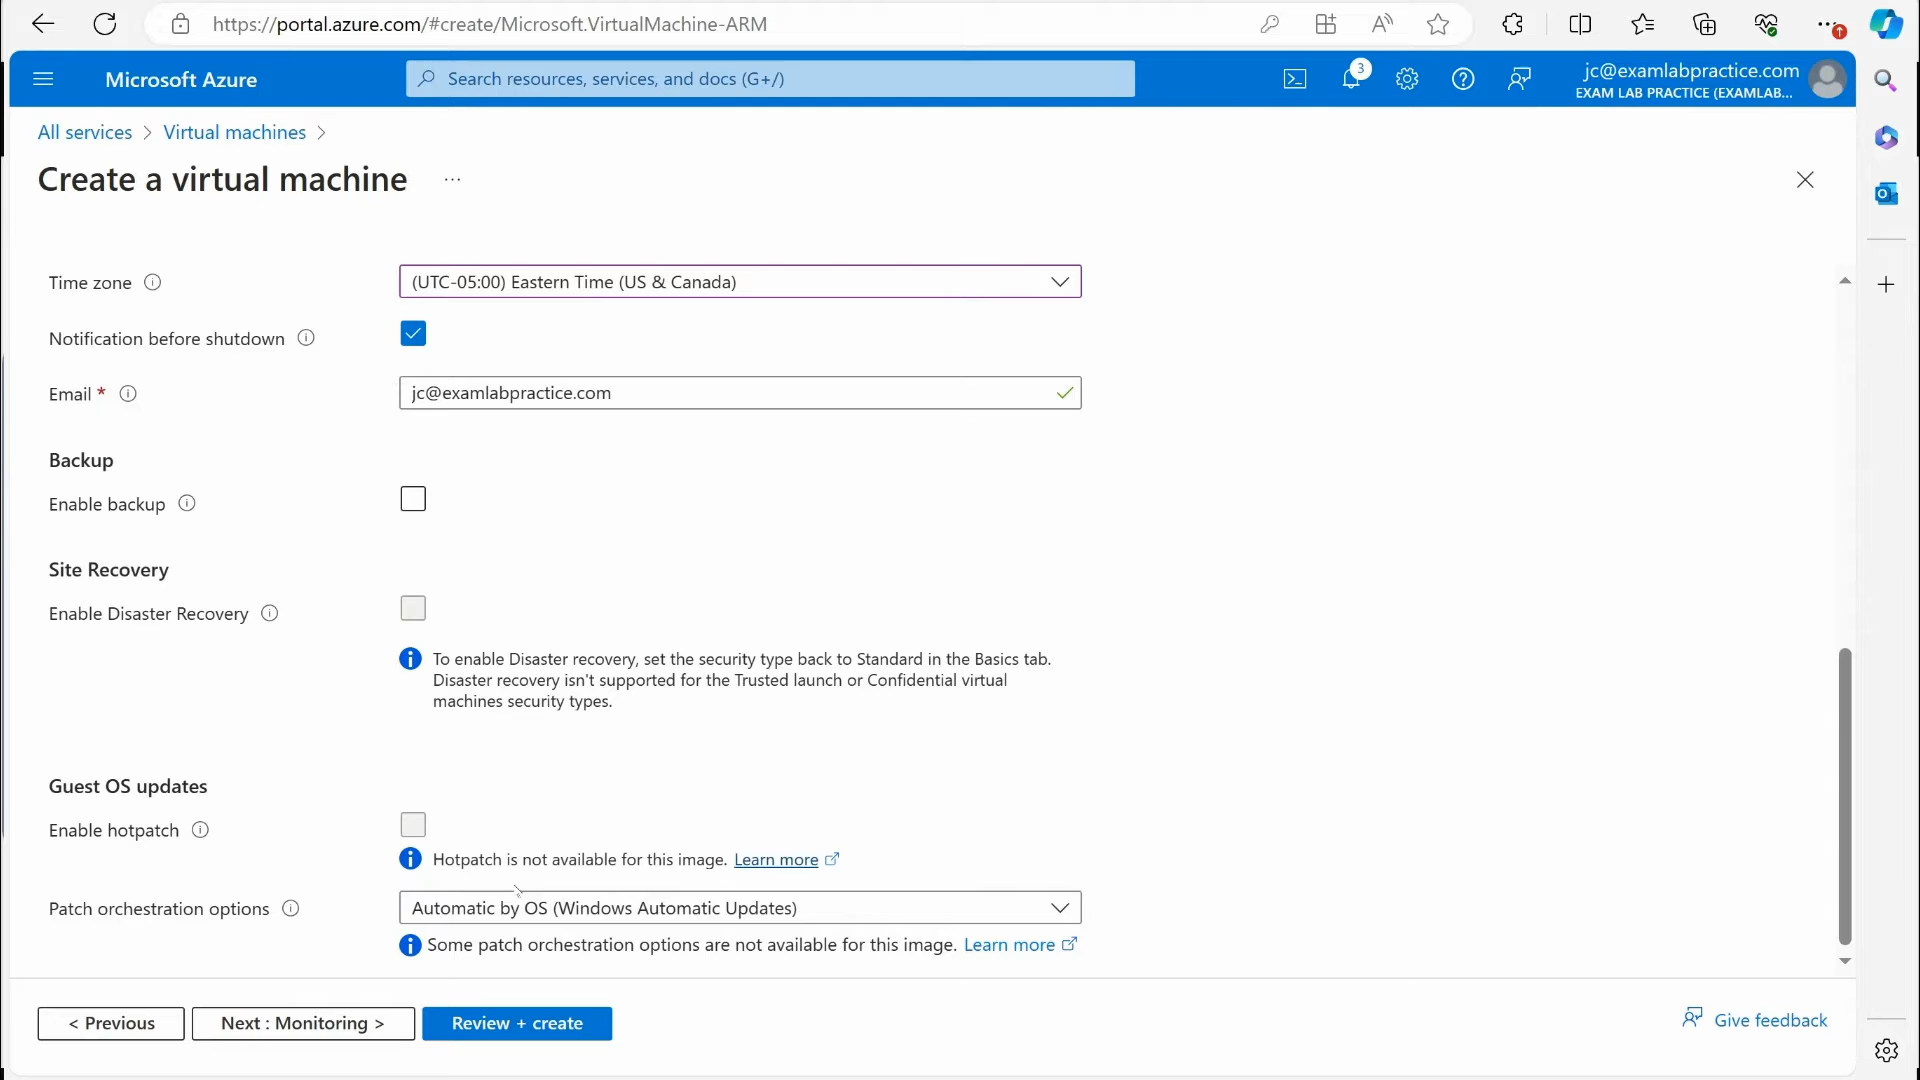 https://portal.azure.com/#create/Microsoft.VirtualMachine-ARM
Microsoft Azure
Search resources, services, and docs (G+/)
3
jc@examlabpractice.com
EXAM LAB PRACTICE (EXAMLAB...
All services > Virtual machines >
Create a virtual machine ...
Time zone
(UTC-05:00) Eastern Time (US & Canada)
Notification before shutdown
Email *
jc@examlabpractice.com
Backup
Enable backup
Site Recovery
Enable Disaster Recovery
To enable Disaster recovery, set the security type back to Standard in the Basics tab.
Disaster recovery isn't supported for the Trusted launch or Confidential virtual
machines security types.
Guest OS updates
Enable hotpatch
Hotpatch is not available for this image. Learn more
Patch orchestration options
Automatic by OS (Windows Automatic Updates)
Some patch orchestration options are not available for this image. Learn more
< Previous
Next : Monitoring >
Review + create
Give feedback